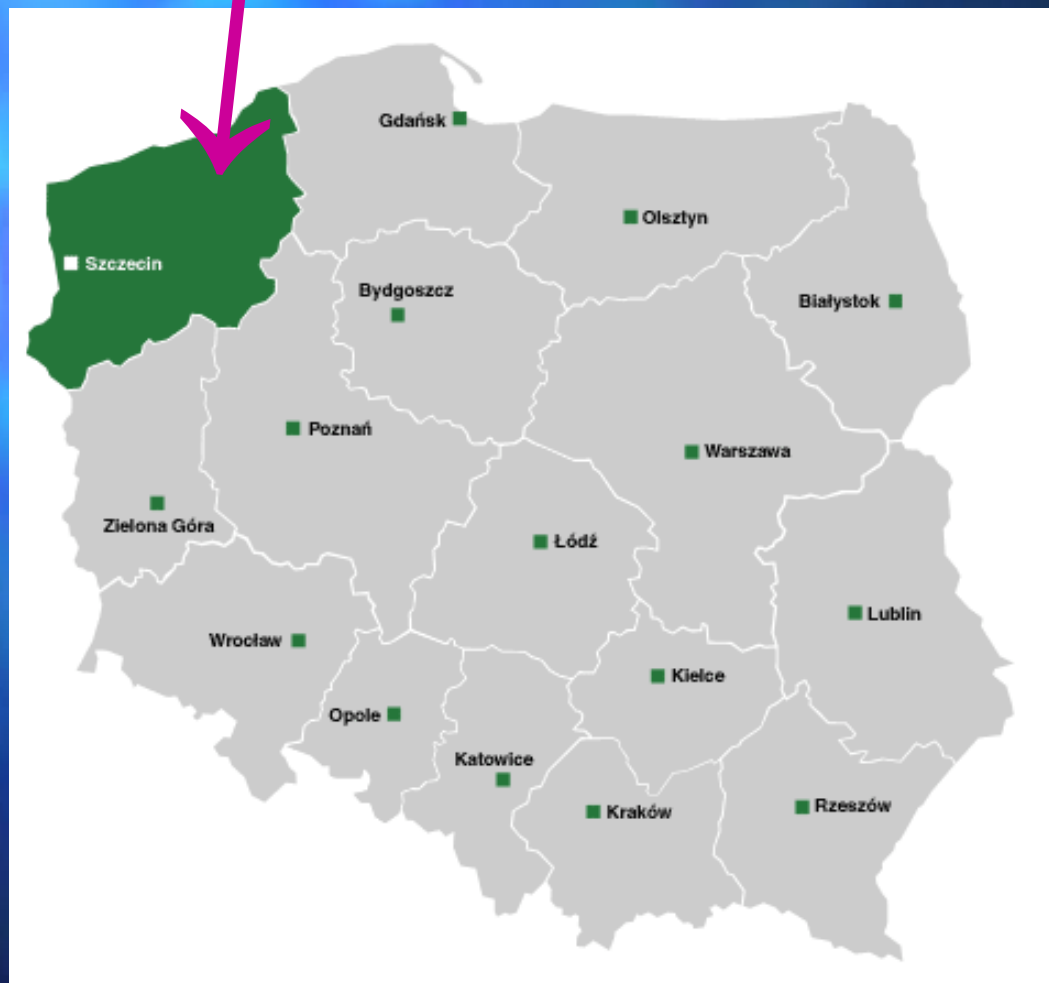 Gdańsk
Olsztyn
Szczecin
Bydgoszcz
Białystok
Poznań
Warszawa
Zielona Góra
Łódź
Lublin
Wrocław
Kielce
Opole
Katowice
Kraków
Rzeszów